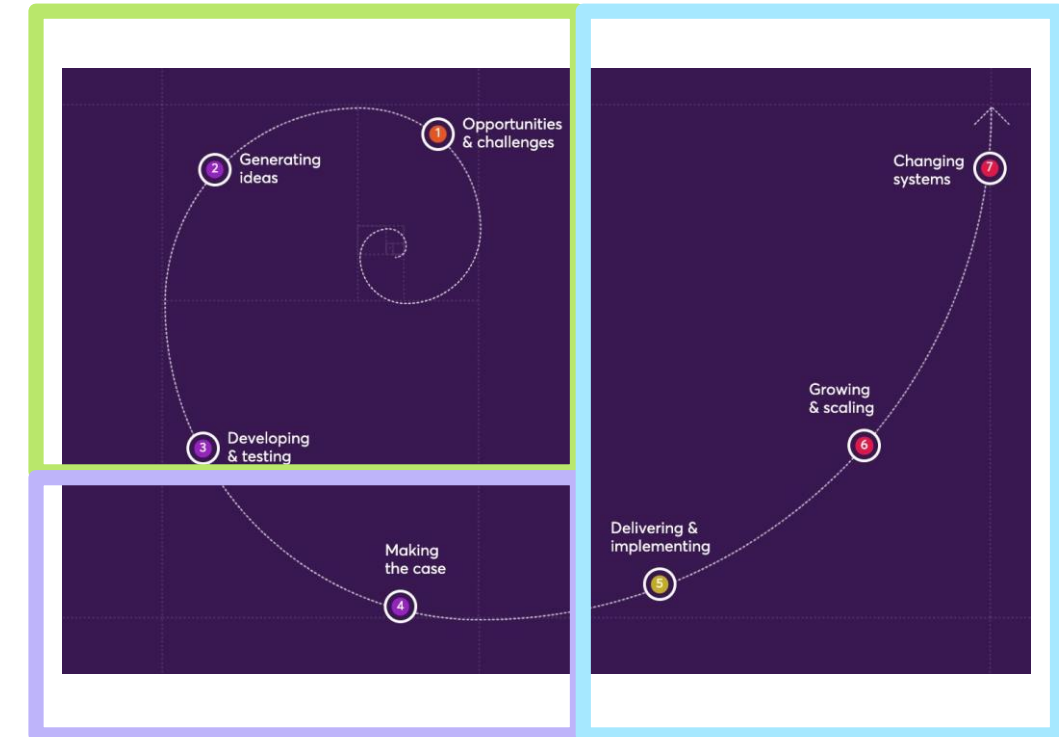 1
Opportunities
& challenges
2
Generating
ideas
3
Developing
& testing
4
Making
the case
5
Delivering &
implementing
6
Growing
& scaling
7
Changing
systems